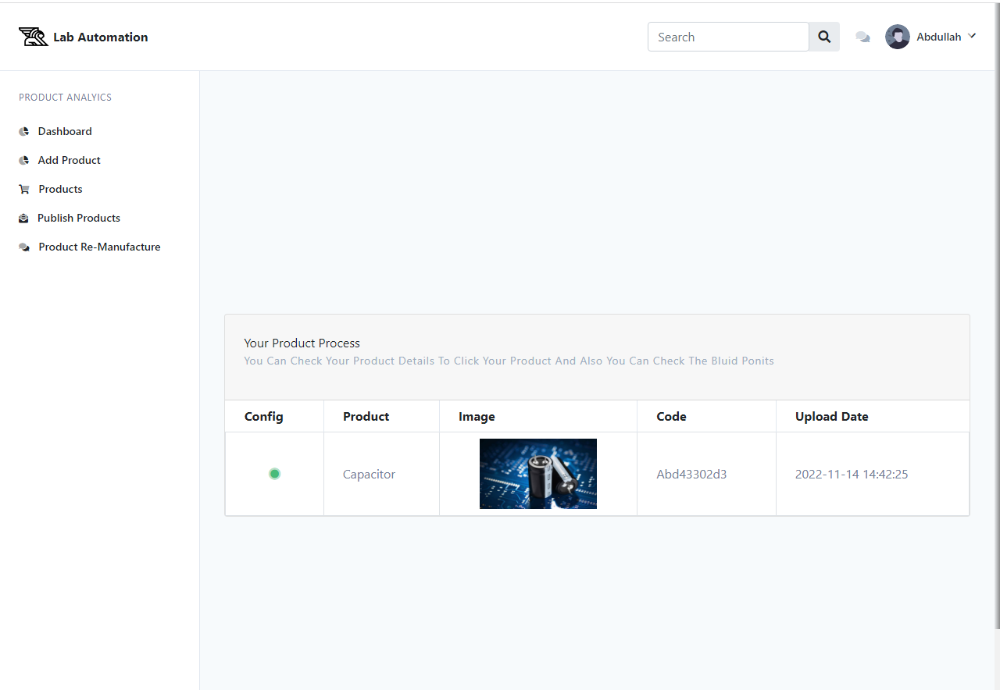 Lab Automation
Search
Abdullah
PRODUCT ANALYICS
Dashboard
Add Product
Products
Publish Products
Product Re-Manufacture
Your Product Process
You Can Check Your Product Details To Click Your Product And Also You Can Check The Bluid Ponits
Config Product Image Code Upload Date
Capacitor Abd43302d3 2022-11-14 14:42:25